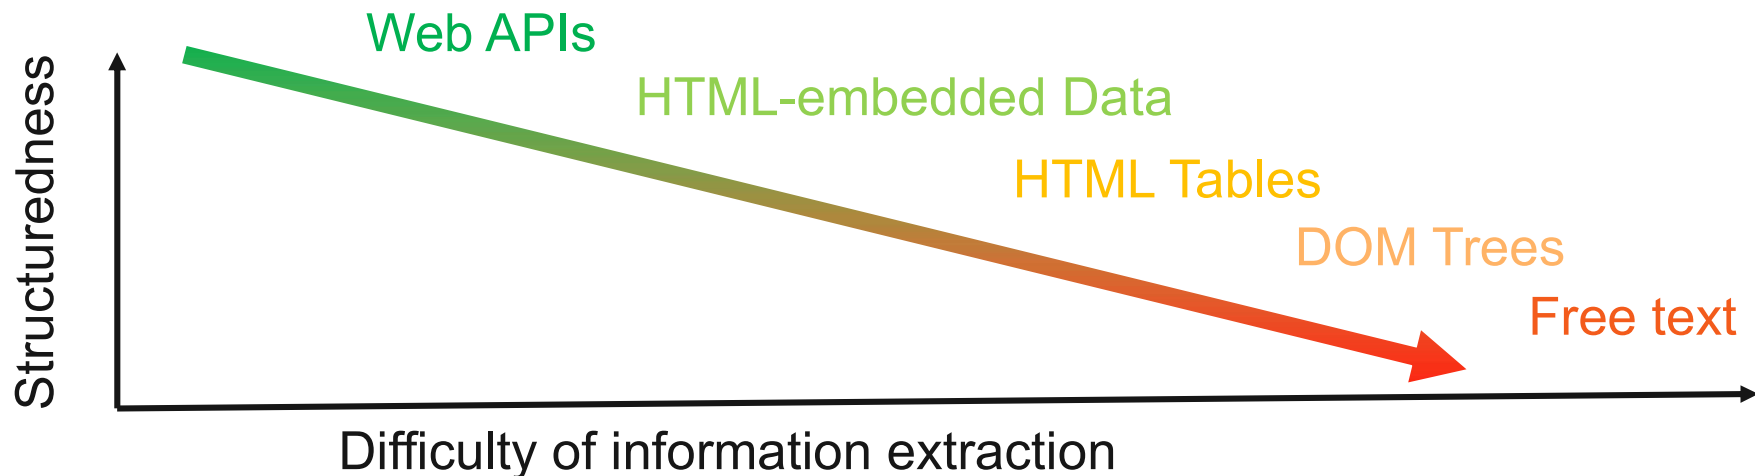 Web APIs
HTML-embedded Data
HTML Tables
DOM Trees
Free text
Structuredness
Difficulty of information extraction